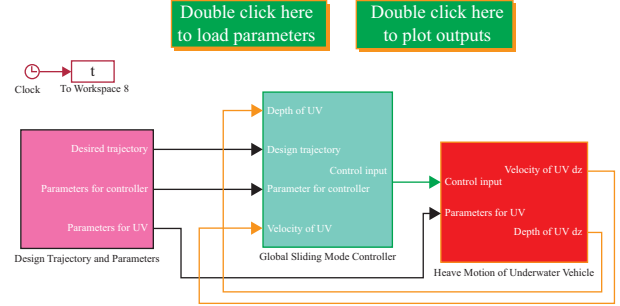 Double click here
to load parameters
Double click here
to plot outputs
t
Clock
To Workspace 8
Desired trajectory
Parameters for controller
Parameters for UV
Design Trajectory and Parameters
Depth of UV
Design trajectory
Control input
Parameter for controller
Velocity of UV
Global Sliding Mode Controller
Velocity of UV dz
Control input
Parameters for UV
Depth of UV dz
Heave Motion of Underwater Vehicle